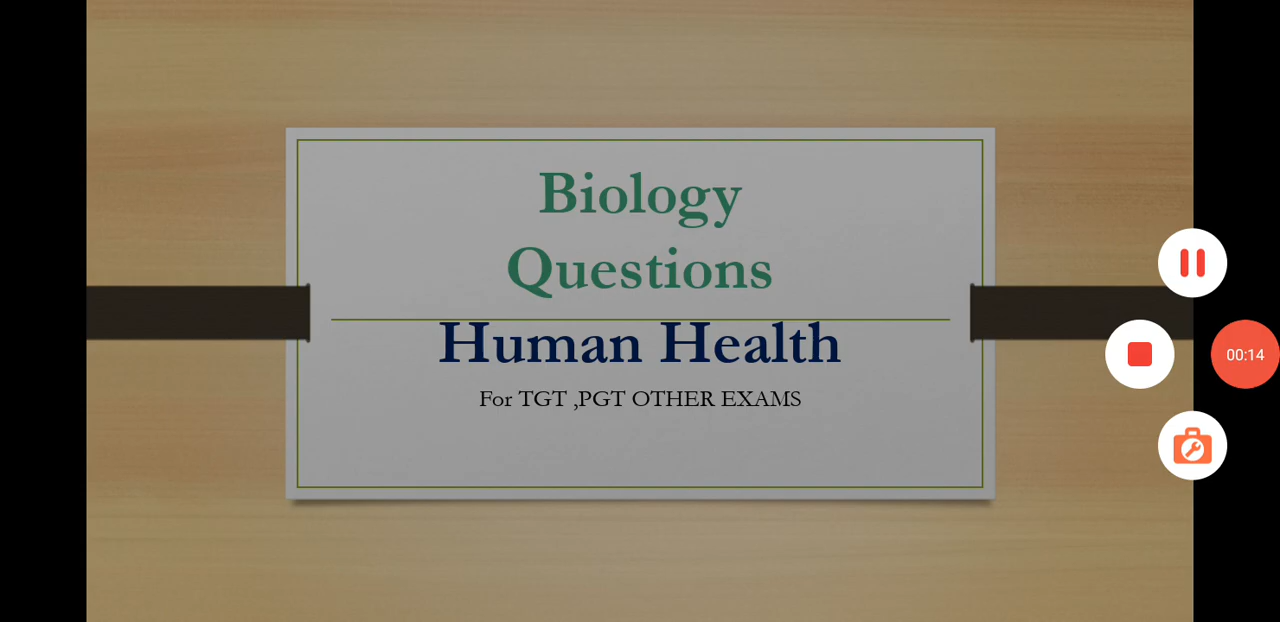 Biology
Questions
Human Health
For TGT ,PGT OTHER EXAMS
00:14